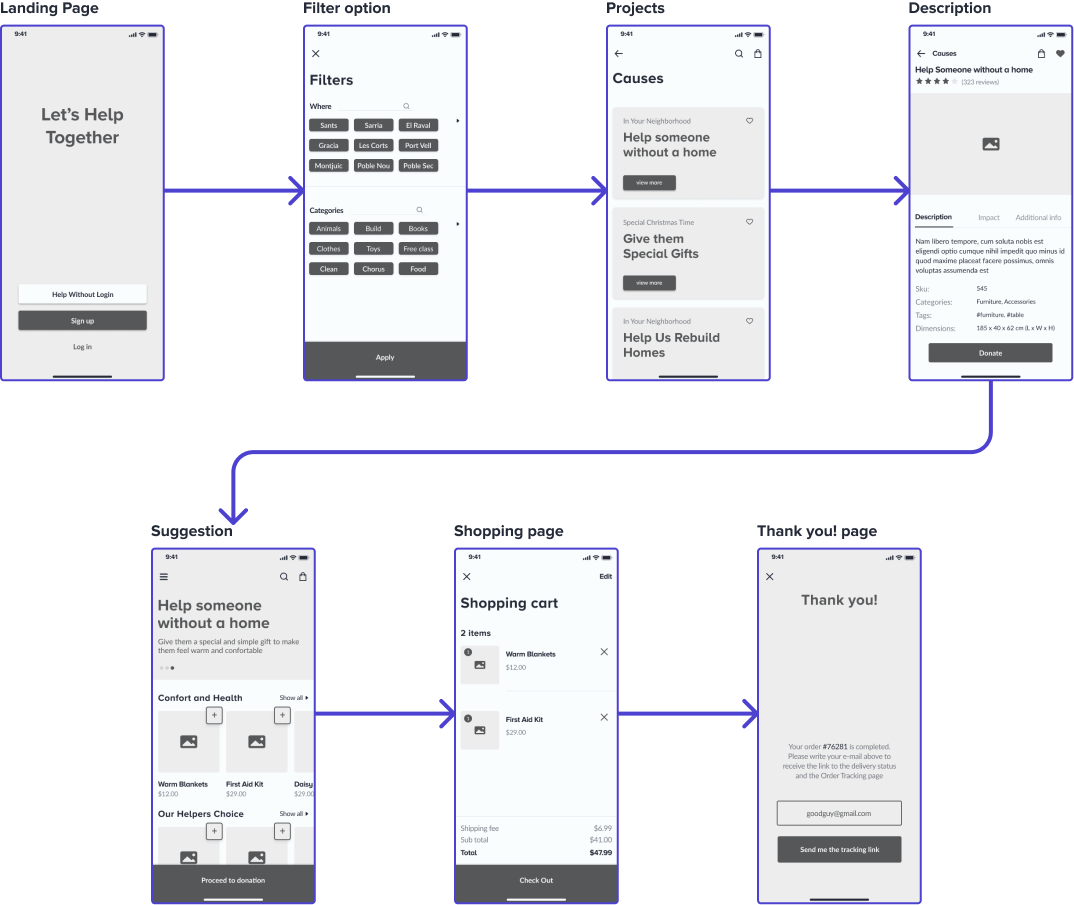 Landing Page
9:41
Let's Help
Together
Help Without Login
Sign up
Log in
Filter option
9:41
Filters
Where
Sants Sarria El Raval
Gracia Les Corts Port Vell
Montjuic Poble Nou Poble Sec
Categories
Animals Build Books
Clothes Toys Free class
Clean Chorus Food
Apply
Projects
9:41
Causes
In Your Neighborhood
Help someone
without a home
view more
Special Christmas Time
Give them
Special Gifts
view more
In Your Neighborhood
Help Us Rebuild
Homes
Description
9:41
Causes
Help Someone without a home
(323 reviews)
Description Impact Additional info
Nam libero tempore, cum soluta nobis est
eligendi optio cumque nihil impedit quo minus id
quod maxime placeat facere possimus, omnis
voluptas assumenda est
Sku: 545
Categories: Furniture, Accessories
Tags: #furniture, #table
Dimensions: 185 x 40 x 62 cm (L x W x H)
Donate
Suggestion
9:41
Help someone
without a home
Give them a special and simple gift to make
them feel warm and confortable
Confort and Health Show all
Warm Blankets First Aid Kit Daisy
$12.00 $29.00 $29.00
Our Helpers Choice Show all
Proceed to donation
Shopping page
9:41
Edit
Shopping cart
2 items
1
Warm Blankets
$12.00
1
First Aid Kit
$29.00
Shipping fee $6.99
Sub total $41.00
Total $47.99
Check Out
Thank you! page
9:41
Thank you!
Your order #76281 is completed.
Please write your e-mail above to
receive the link to the delivery status
and the Order Tracking page
goodguy@gmail.com
Send me the tracking link